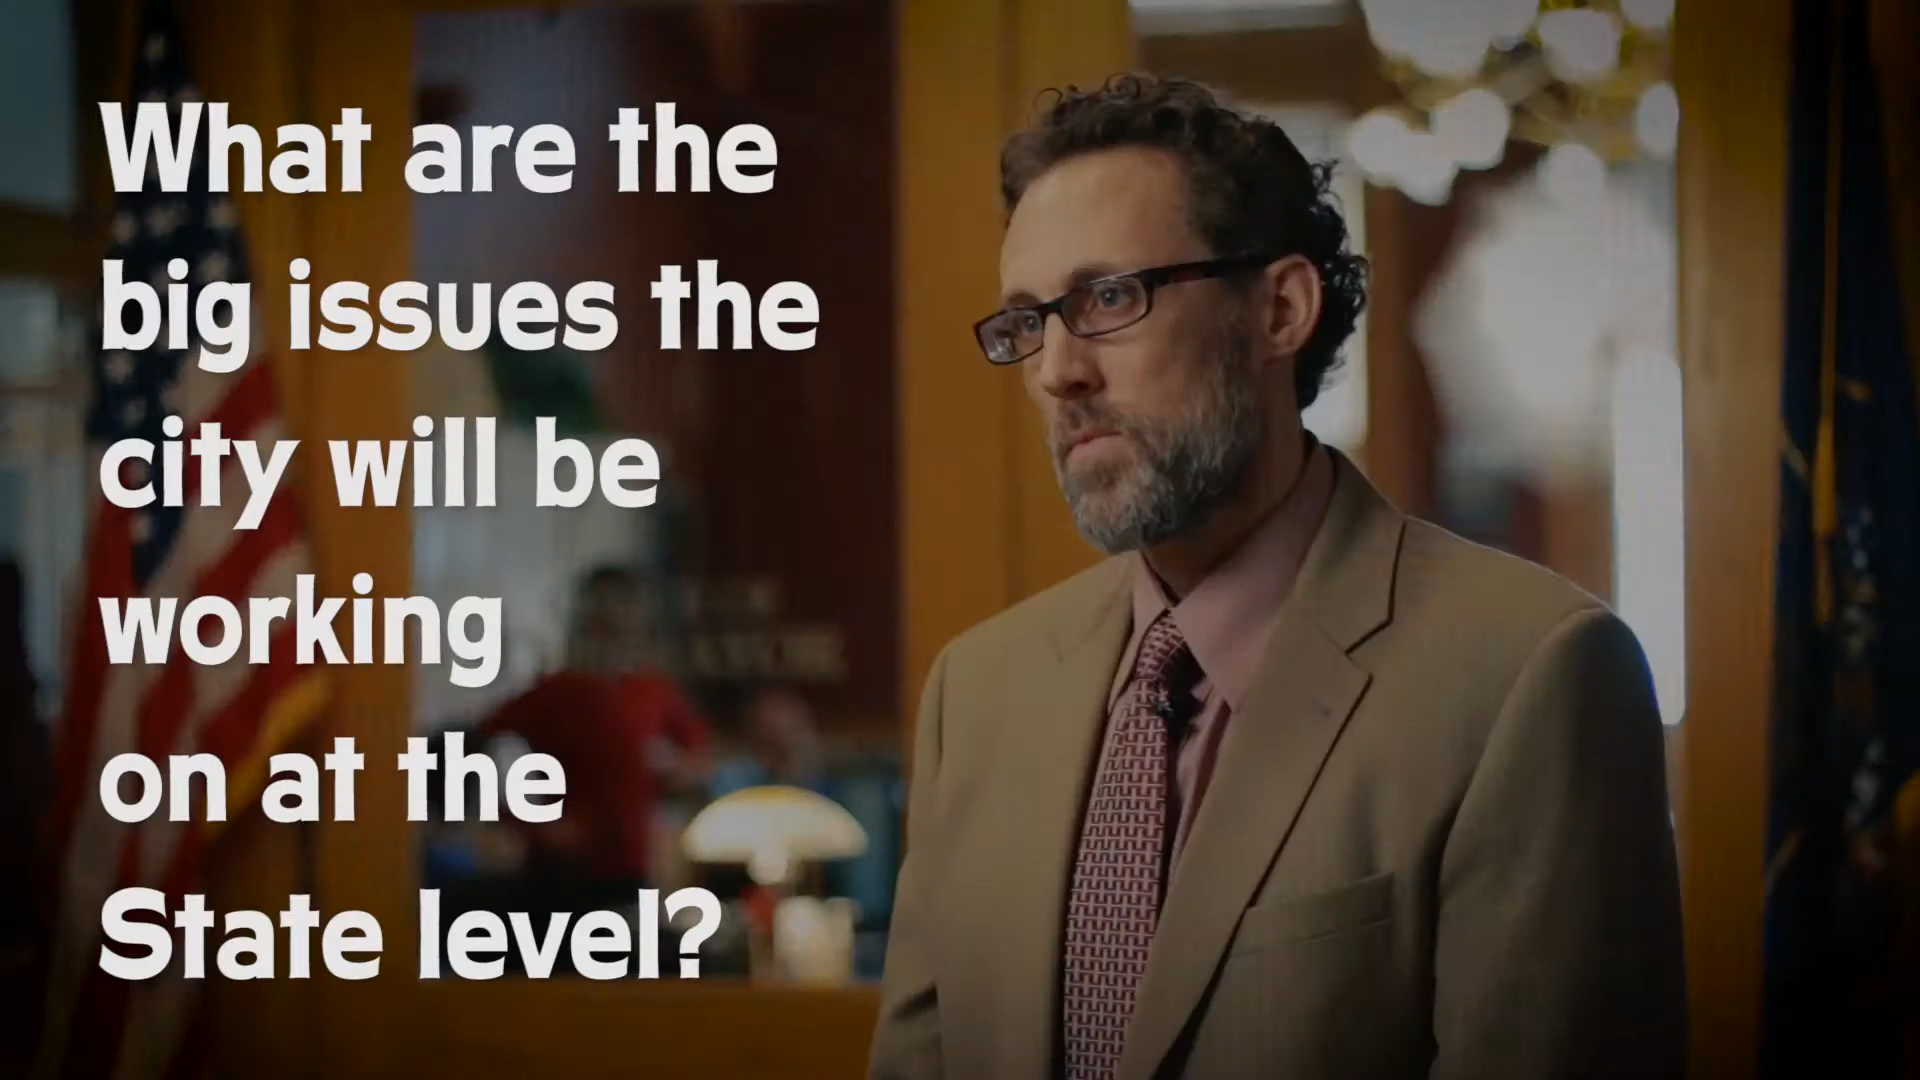 What are the
big issues the
city will be
working
on at the
State level?